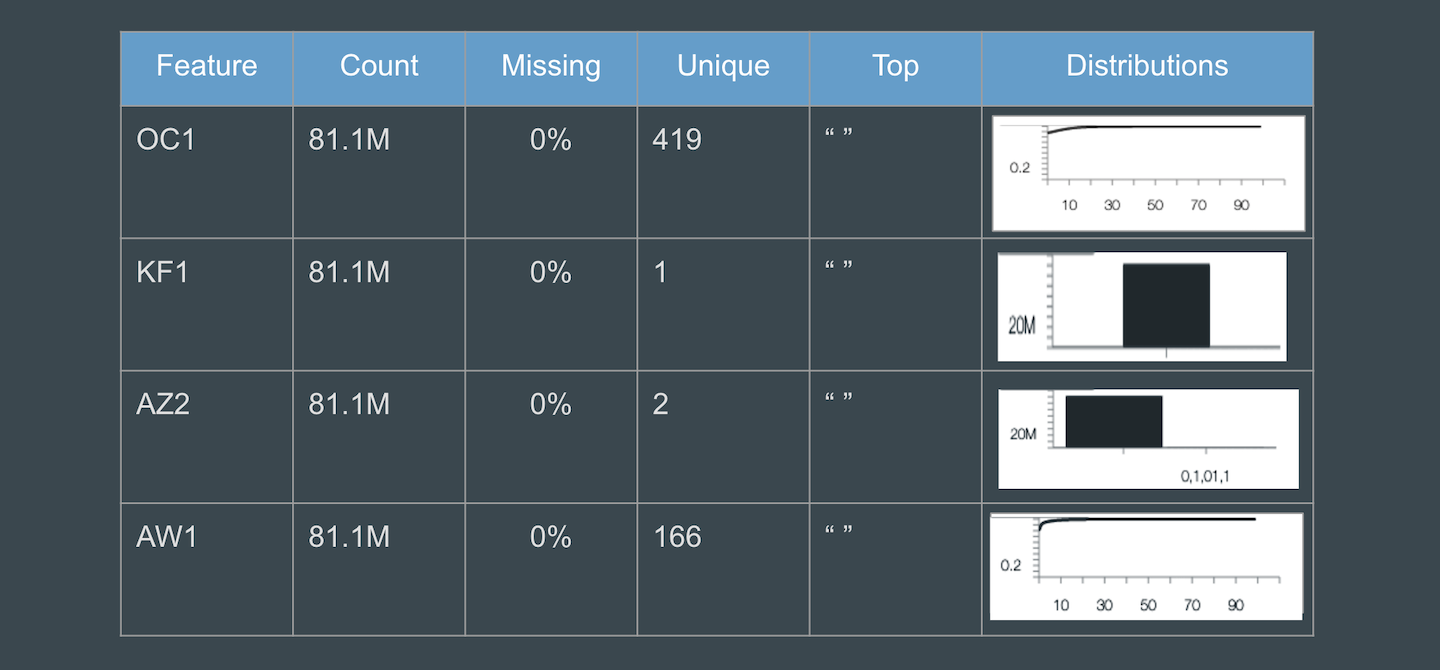 Feature Count Missing Unique Top Distributions
OC1 81.1M 0% 419 “ ”
0.2
10 30 50 70 90
KF1 81.1M 0% 1 “ ”
20M
AZ2 81.1M 0% 2 “ ”
20M
0,1,01,1
AW1 81.1M 0% 166 “ ”
0.2
10 30 50 70 90